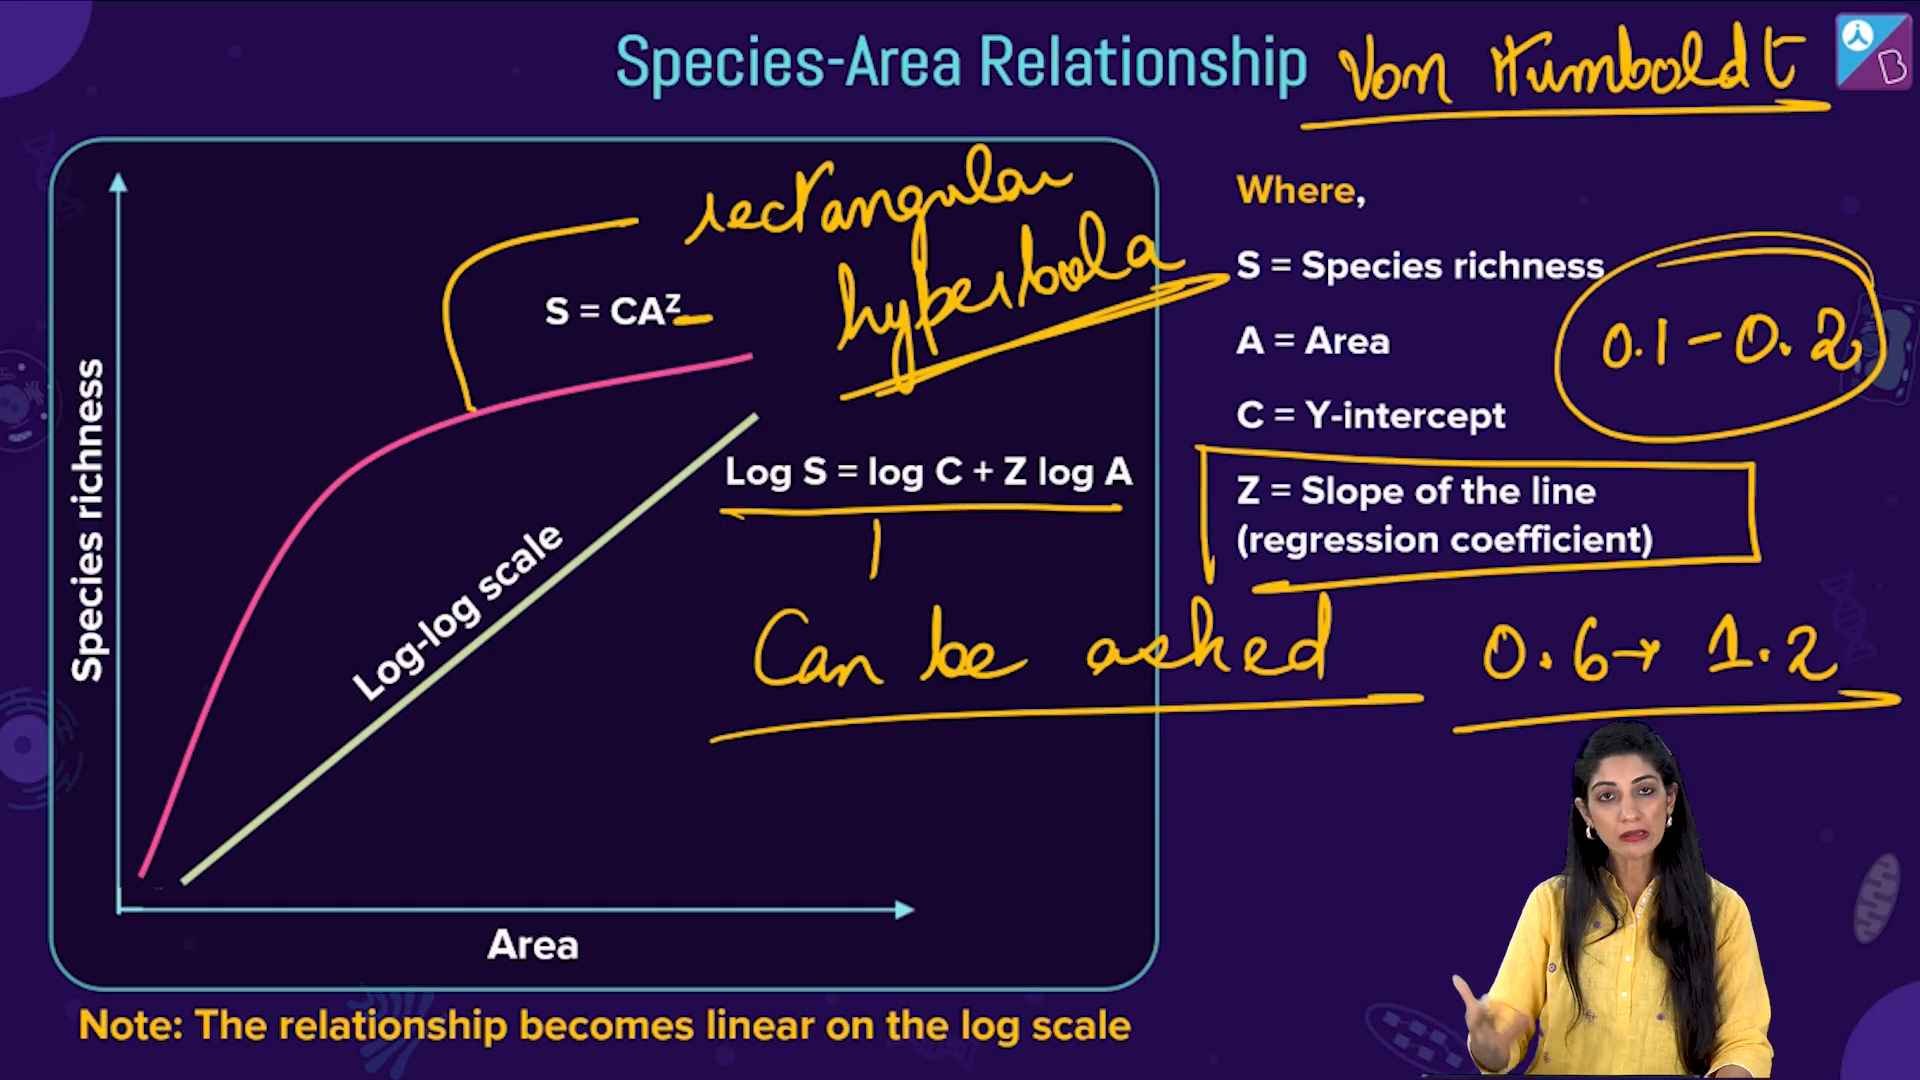 Species-Area Relationship Von Humboldt
B
rectangular
hyperbola
S = CA^Z
Where,
S = Species richness
A = Area
0.1 - 0.2
C = Y-intercept
Log S = log C + Z log A
Z = Slope of the line
(regression coefficient)
Can be asked
0.6 → 1.2
Log-log scale
Species richness
Area
Note: The relationship becomes linear on the log scale